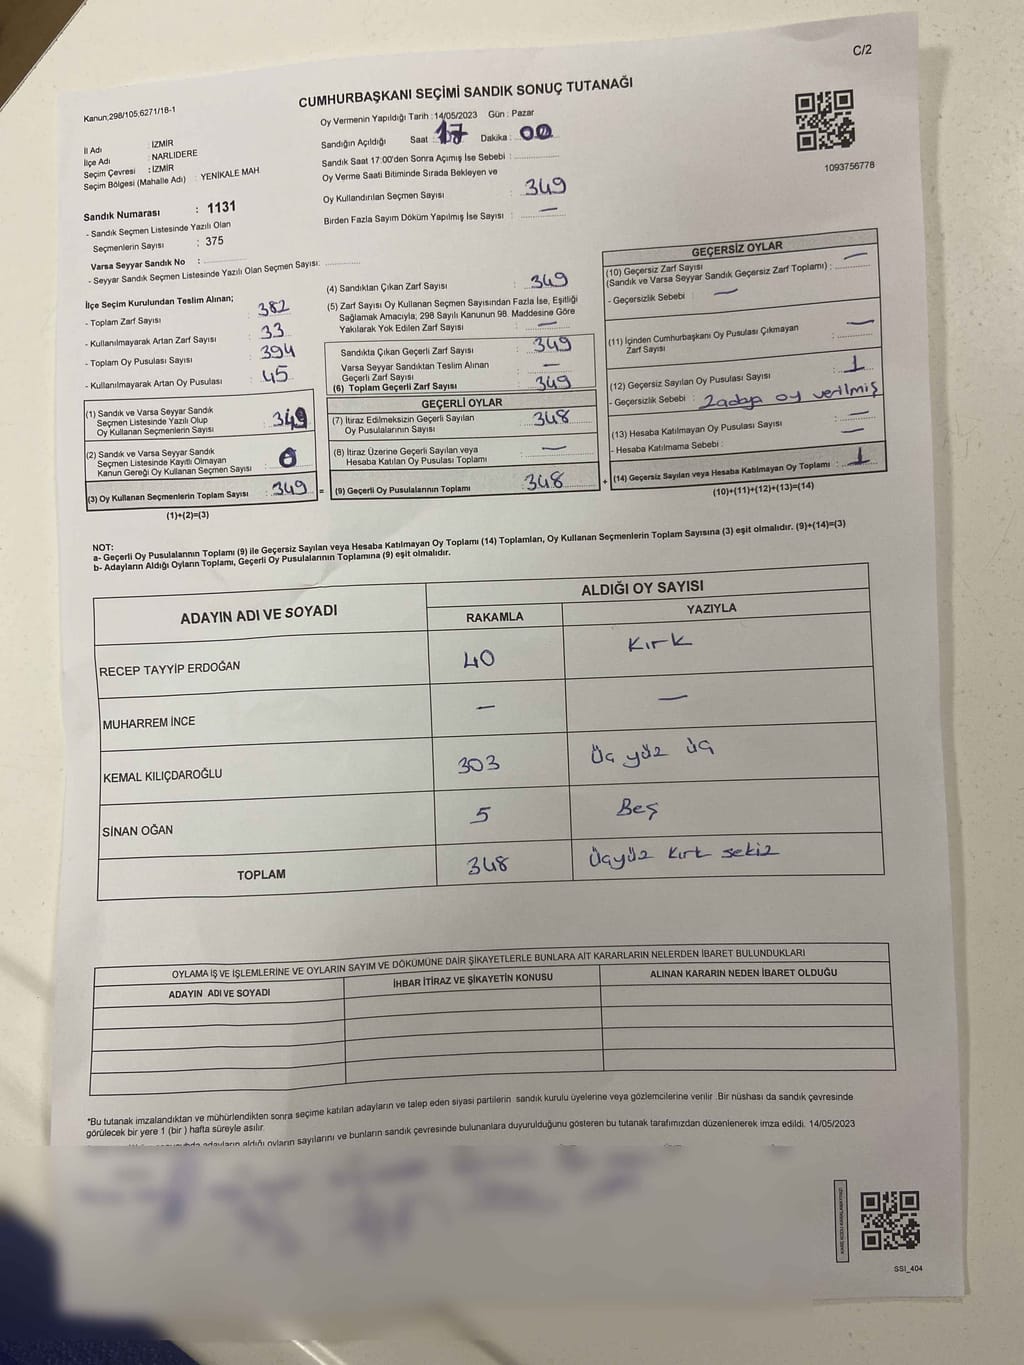 C/2
Kanun,298/105,6271/18-1
CUMHURBAŞKANI SEÇİMİ SANDIK SONUÇ TUTANAĞI
Oy Vermenin Yapıldığı Tarih : 14/05/2023 Gün : Pazar
Sandığın Açıldığı Saat : 17 Dakika : 00
Sandık Saat 17:00'den Sonra Açımış İse Sebebi :
Oy Verme Saati Bitiminde Sırada Bekleyen ve
Oy Kullandırılan Seçmen Sayısı : 349
Birden Fazla Sayım Döküm Yapılmış İse Sayısı : —
1093756778
İl Adı : İZMİR
İlçe Adı : NARLIDERE
Seçim Çevresi : İZMİR
Seçim Bölgesi (Mahalle Adı) : YENİKALE MAH
Sandık Numarası : 1131
- Sandık Seçmen Listesinde Yazılı Olan
Seçmenlerin Sayısı : 375
Varsa Seyyar Sandık No :
- Seyyar Sandık Seçmen Listesinde Yazılı Olan Seçmen Sayısı:
İlçe Seçim Kurulundan Teslim Alınan;
- Toplam Zarf Sayısı : 382
- Kullanılmayarak Artan Zarf Sayısı : 33
- Toplam Oy Pusulası Sayısı : 394
- Kullanılmayarak Artan Oy Pusulası : 45
(1) Sandık ve Varsa Seyyar Sandık
Seçmen Listesinde Yazılı Olup
Oy Kullanan Seçmenlerin Sayısı : 349
(2) Sandık ve Varsa Seyyar Sandık
Seçmen Listesinde Kayıtlı Olmayan
Kanun Gereği Oy Kullanan Seçmen Sayısı : 0
(3) Oy Kullanan Seçmenlerin Toplam Sayısı : 349 =
(1)+(2)=(3)
(4) Sandıktan Çıkan Zarf Sayısı : 349
(5) Zarf Sayısı Oy Kullanan Seçmen Sayısından Fazla İse, Eşitliği
Sağlamak Amacıyla, 298 Sayılı Kanunun 98. Maddesine Göre
Yakılarak Yok Edilen Zarf Sayısı : —
Sandıkta Çıkan Geçerli Zarf Sayısı : 349
Varsa Seyyar Sandıktan Teslim Alınan
Geçerli Zarf Sayısı : —
(6) Toplam Geçerli Zarf Sayısı : 349
GEÇERLİ OYLAR
(7) İtiraz Edilmeksizin Geçerli Sayılan
Oy Pusulalarının Sayısı : 348
(8) İtiraz Üzerine Geçerli Sayılan veya
Hesaba Katılan Oy Pusulası Toplamı : —
(9) Geçerli Oy Pusulalarının Toplamı : 348 +
GEÇERSİZ OYLAR
(10) Geçersiz Zarf Sayısı
(Sandık ve Varsa Seyyar Sandık Geçersiz Zarf Toplamı) : —
- Geçersizlik Sebebi : —
(11) İçinden Cumhurbaşkanı Oy Pusulası Çıkmayan
Zarf Sayısı : —
(12) Geçersiz Sayılan Oy Pusulası Sayısı : 1
- Geçersizlik Sebebi : 2 adaya oy verilmiş
(13) Hesaba Katılmayan Oy Pusulası Sayısı : —
- Hesaba Katılmama Sebebi : —
(14) Geçersiz Sayılan veya Hesaba Katılmayan Oy Toplamı : 1
(10)+(11)+(12)+(13)=(14)
NOT:
a- Geçerli Oy Pusulalarının Toplamı (9) ile Geçersiz Sayılan veya Hesaba Katılmayan Oy Toplamı (14) Toplamları, Oy Kullanan Seçmenlerin Toplam Sayısına (3) eşit olmalıdır. (9)+(14)=(3)
b- Adayların Aldığı Oyların Toplamı, Geçerli Oy Pusulalarının Toplamına (9) eşit olmalıdır.
ADAYIN ADI VE SOYADI
ALDIĞI OY SAYISI
RAKAMLA YAZIYLA
RECEP TAYYİP ERDOĞAN 40 Kırk
MUHARREM İNCE — —
KEMAL KILIÇDAROĞLU 303 Üç yüz üç
SİNAN OĞAN 5 Beş
TOPLAM 348 Üçyüz kırk sekiz
OYLAMA İŞ VE İŞLEMLERİNE VE OYLARIN SAYIM VE DÖKÜMÜNE DAİR ŞİKAYETLERLE BUNLARA AİT KARARLARIN NELERDEN İBARET BULUNDUKLARI
ADAYIN ADI VE SOYADI İHBAR İTİRAZ VE ŞİKAYETİN KONUSU ALINAN KARARIN NEDEN İBARET OLDUĞU
*Bu tutanak imzalandıktan ve mühürlendikten sonra seçime katılan adayların ve talep eden siyasi partilerin sandık kurulu üyelerine veya gözlemcilerine verilir .Bir nüshası da sandık çevresinde
görülecek bir yere 1 (bir ) hafta süreyle asılır.
adayların aldığı oyların sayılarını ve bunların sandık çevresinde bulunanlara duyurulduğunu gösteren bu tutanak tarafımızdan düzenlenerek imza edildi. 14/05/2023
SSI_404